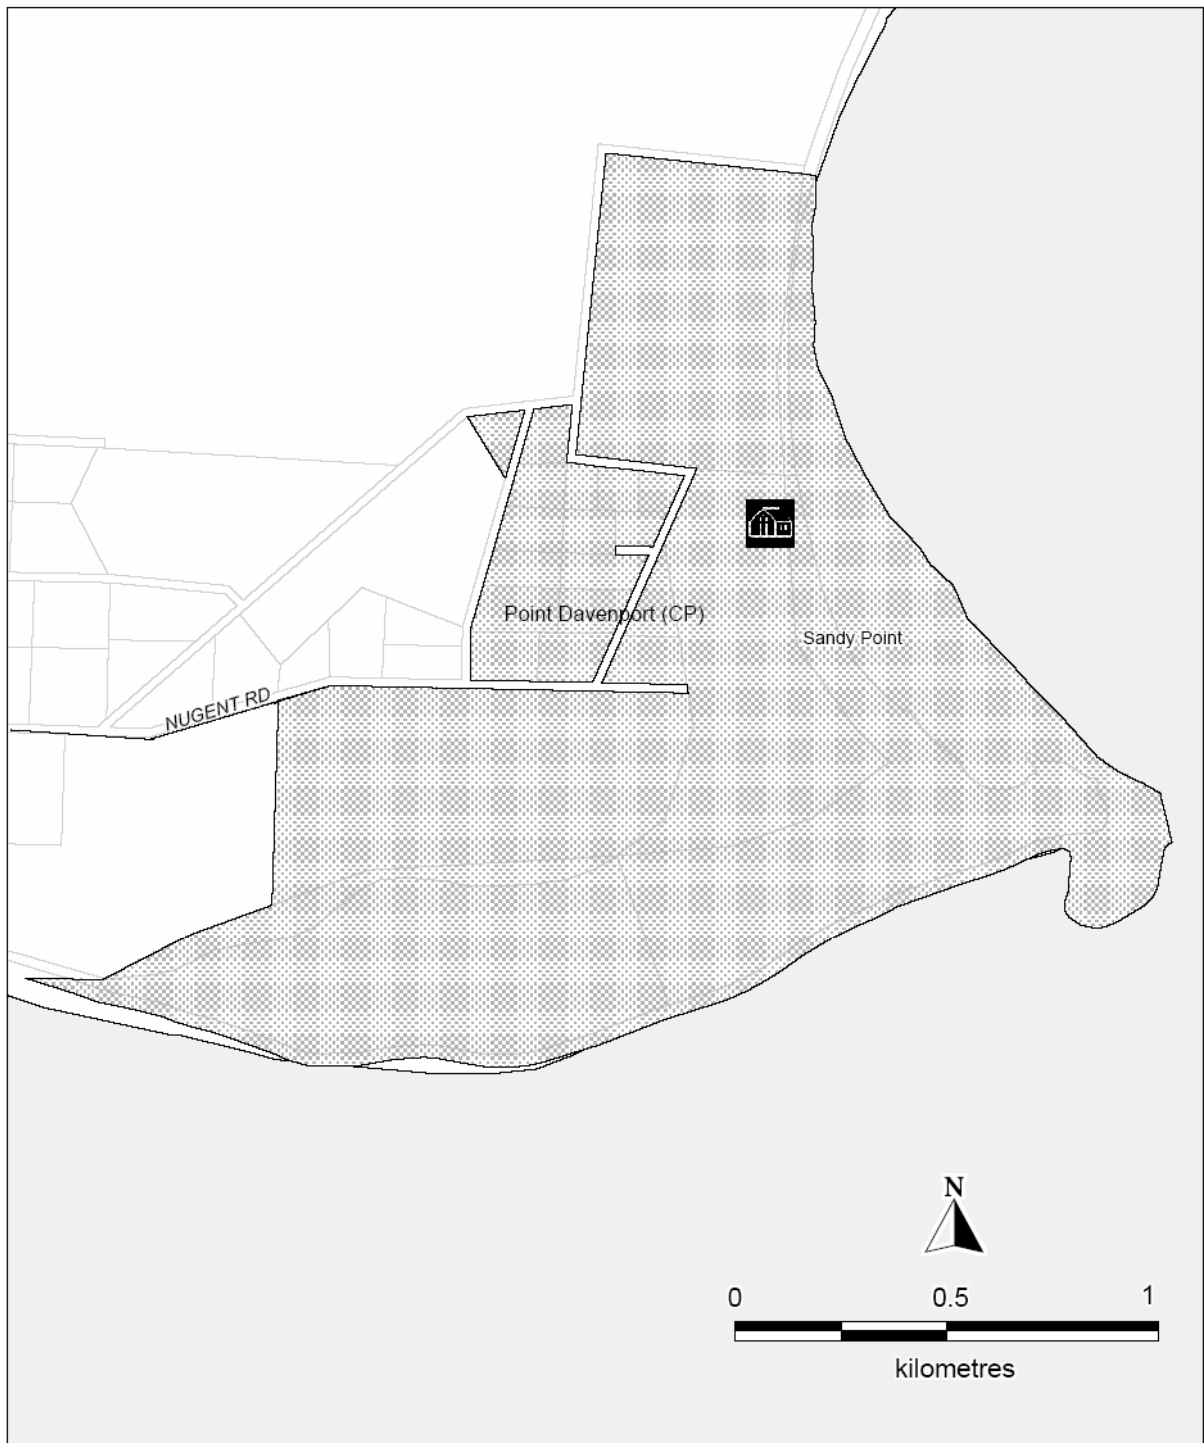 Point Davenport (CP)
Sandy Point
NUGENT RD
N
0 0.5 1
kilometres